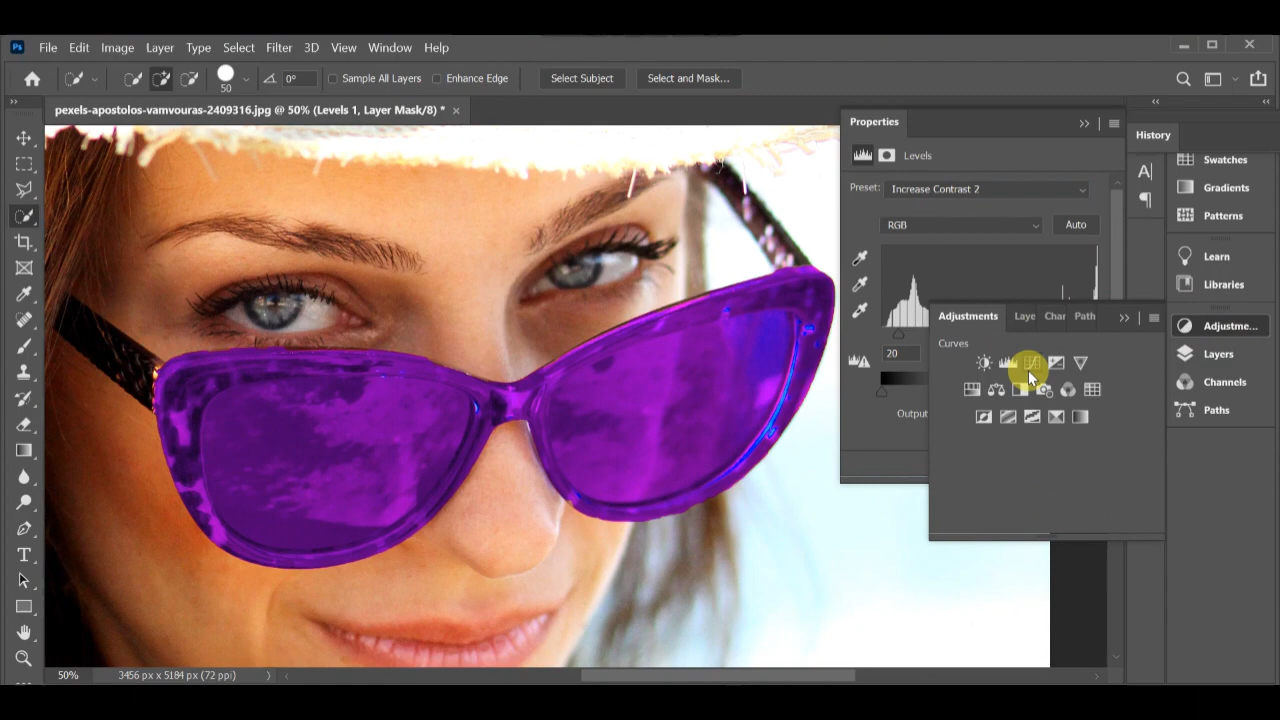 Ps File Edit Image Layer Type Select Filter 3D View Window Help
50 0° Sample All Layers Enhance Edge Select Subject Select and Mask...
pexels-apostolos-vamvouras-2409316.jpg @ 50% (Levels 1, Layer Mask/8) * ×
Properties
Levels
Preset: Increase Contrast 2
RGB Auto
20
Outpu
Adjustments Laye Char Path
Curves
History
Swatches
Gradients
Patterns
Learn
Libraries
Adjustme...
Layers
Channels
Paths
50% 3456 px x 5184 px (72 ppi)